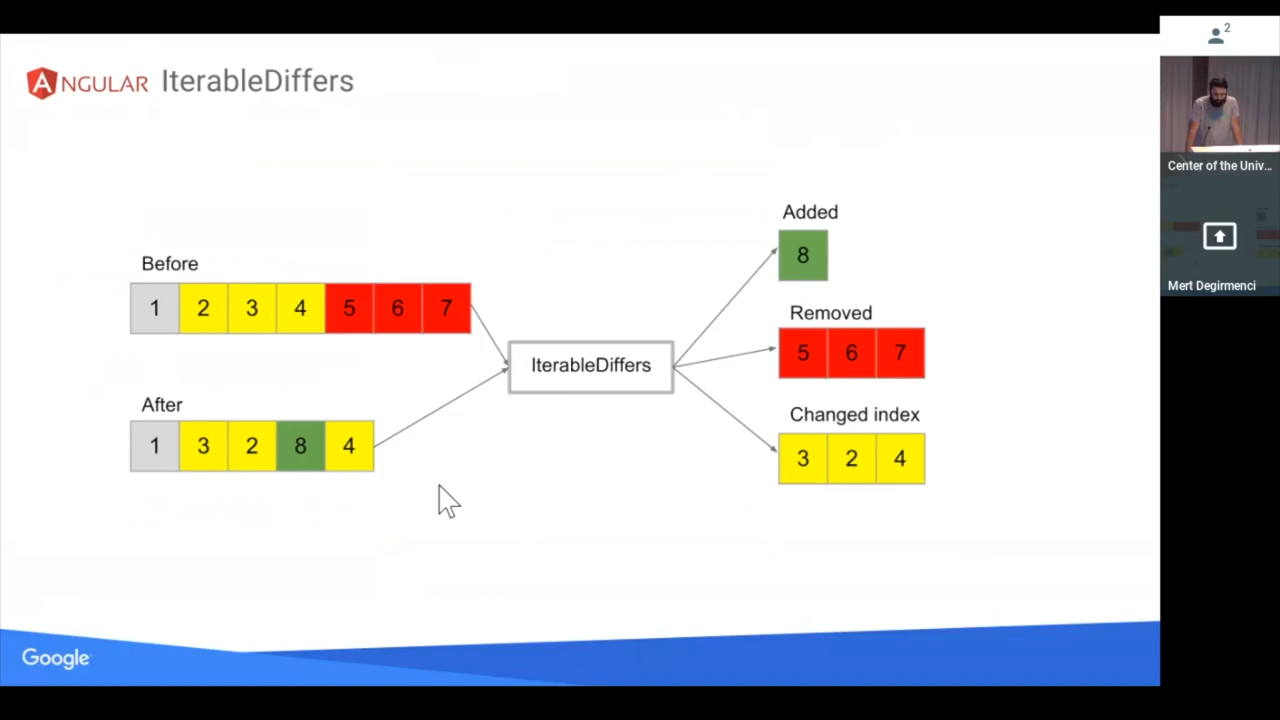 ANGULAR IterableDiffers
Before
1 2 3 4 5 6 7
After
1 3 2 8 4
IterableDiffers
Added
8
Removed
5 6 7
Changed index
3 2 4
Google
2
Center of the Univ...
Mert Degirmenci